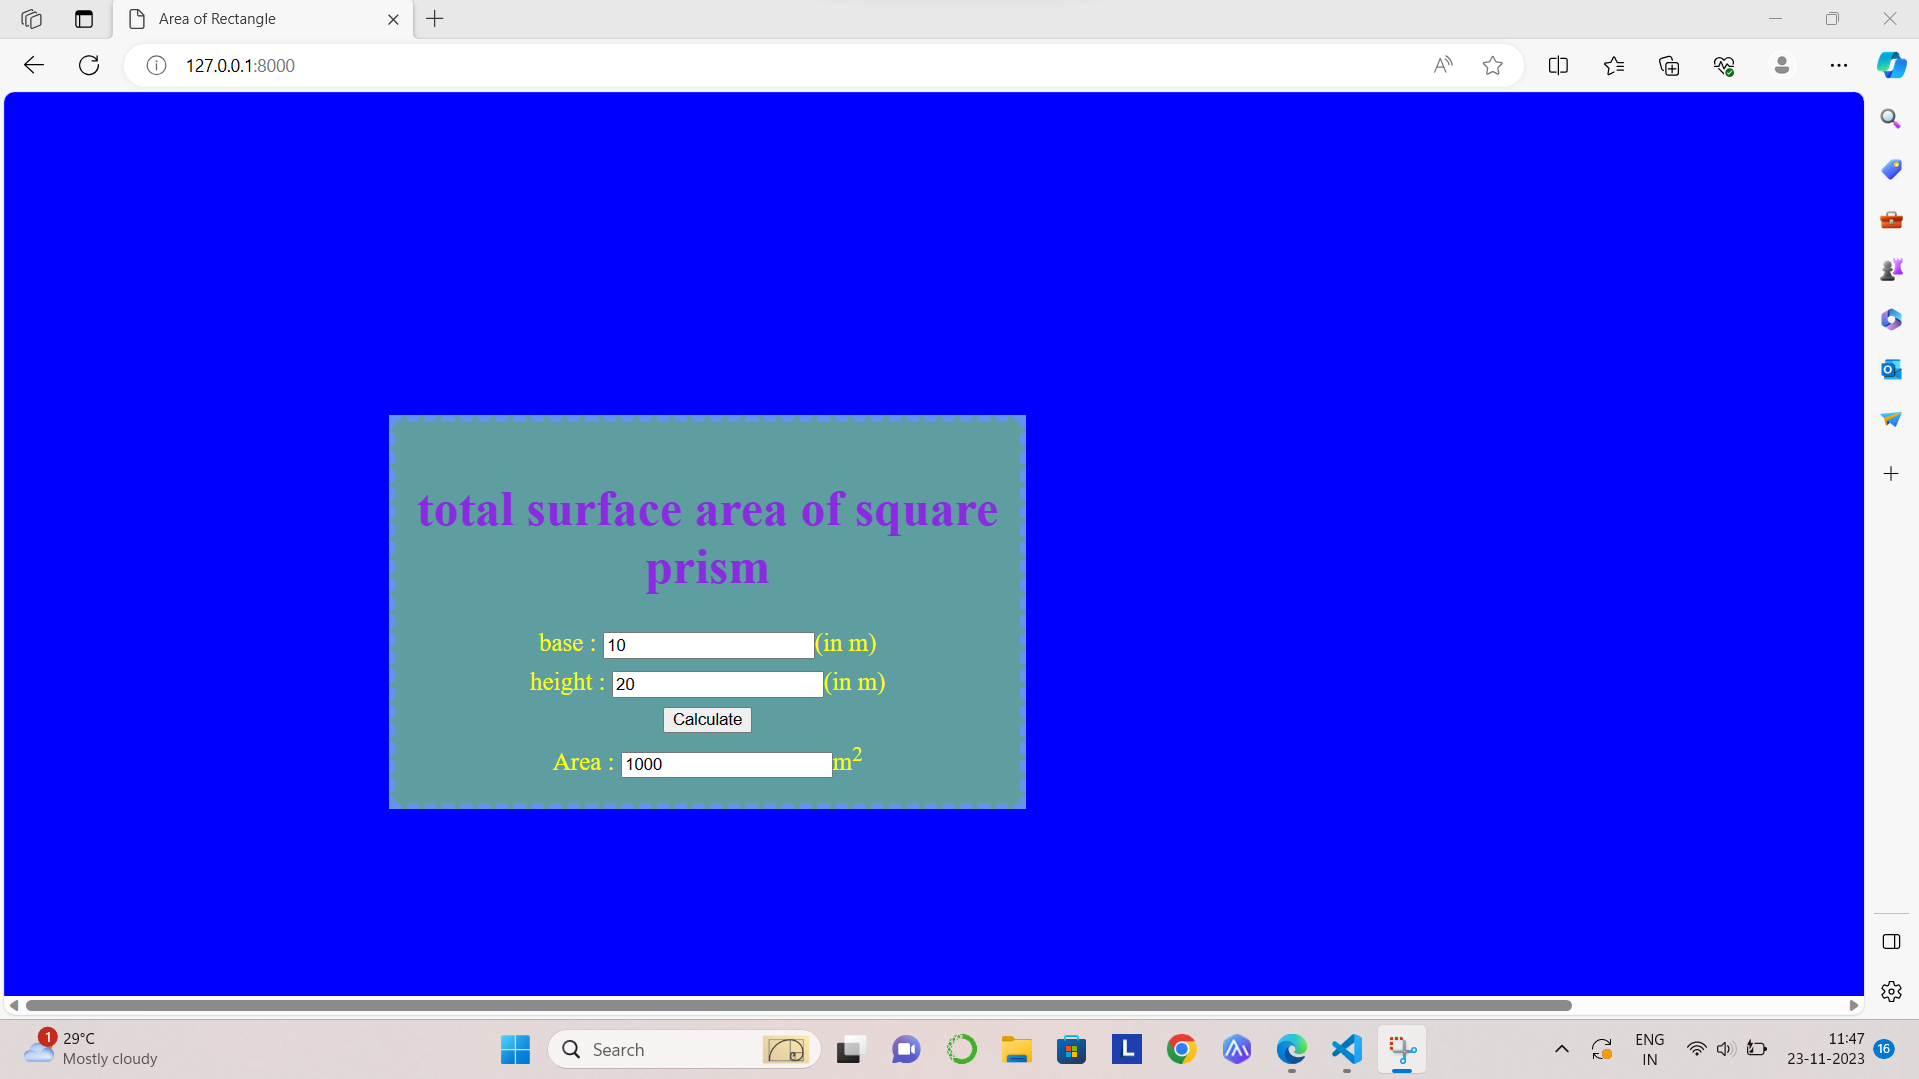 Area of Rectangle
127.0.0.1:8000
total surface area of square
prism
base : 10 (in m)
height : 20 (in m)
Calculate
Area : 1000 m²
1
29°C
Mostly cloudy
Search
L
ENG
IN
11:47
23-11-2023
16